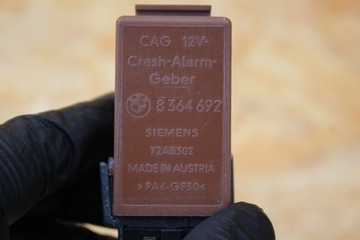 CAG 12V-
Crash-Alarm-
Geber
8 364 692
SIEMENS
72AB302
MADE IN AUSTRIA
>PA6-GF30<